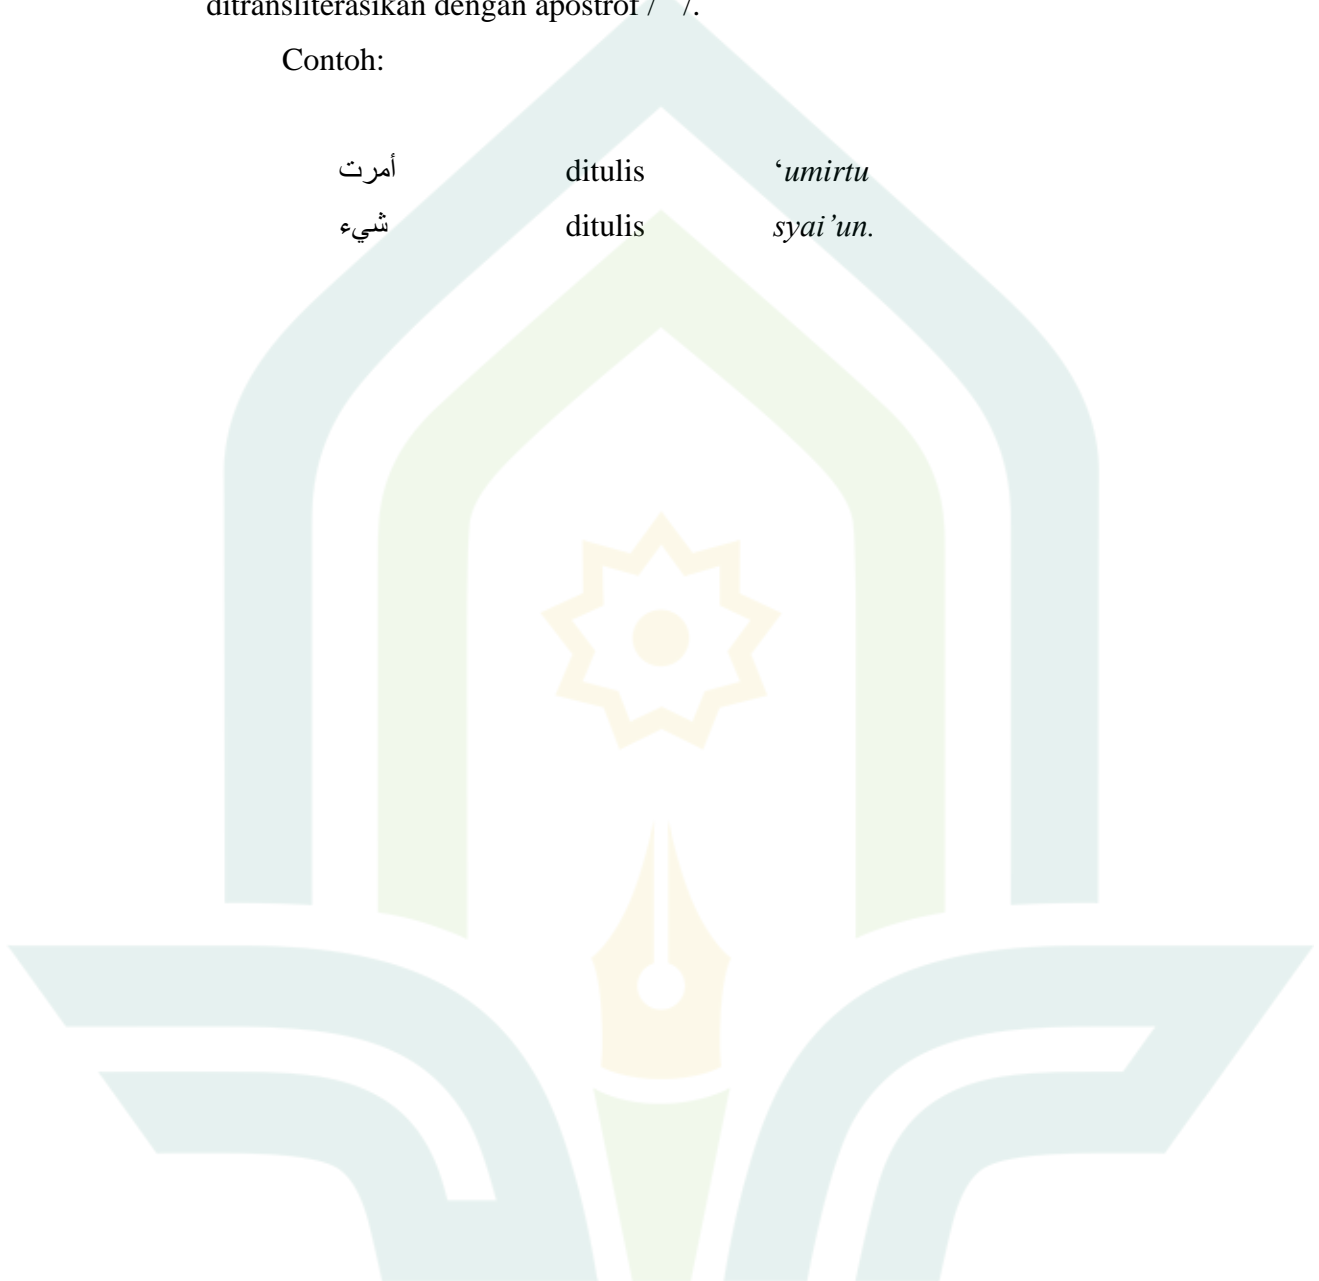 ditransliterasikan dengan apostrof / /.
Contoh:
أمرت ditulis ‘umirtu
شيء ditulis syai’un.